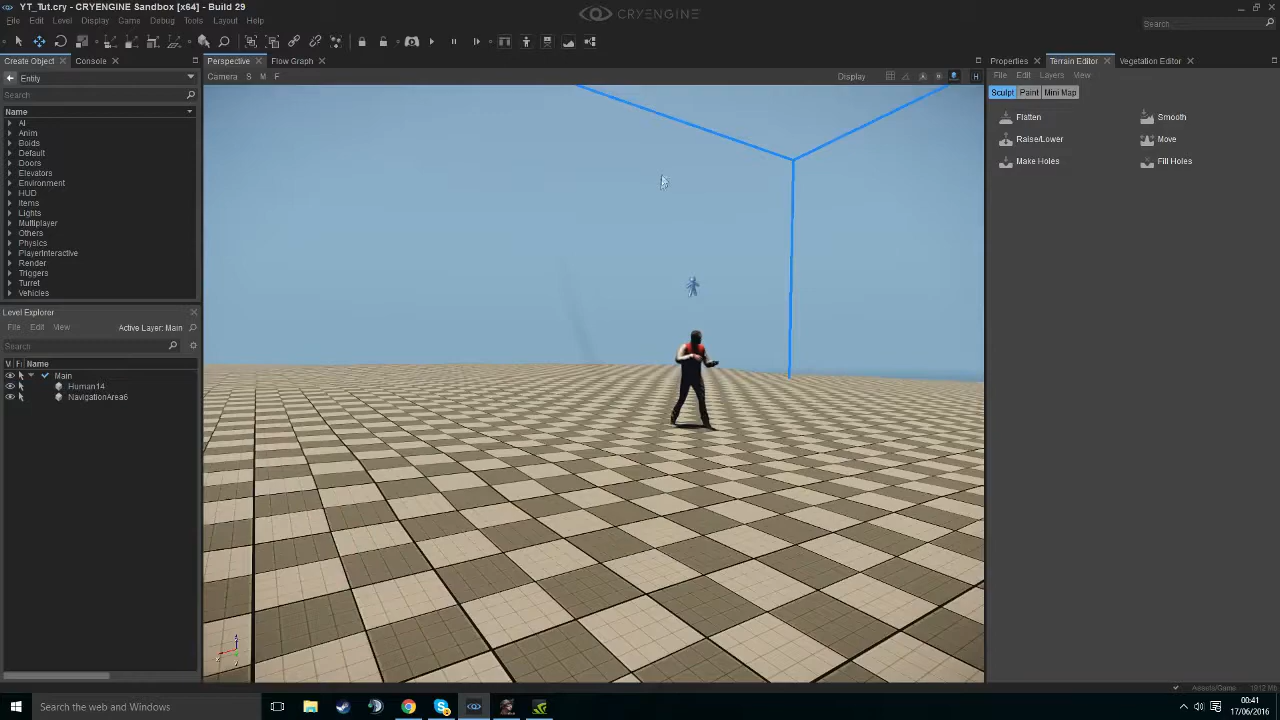 YT_Tut.cry - CRYENGINE Sandbox [x64] - Build 29
CRYENGINE
File Edit Level Display Game Debug Tools Layout Help
Search
Create Object
Console
Perspective
Flow Graph
Properties
Terrain Editor
Vegetation Editor
Entity
Camera S M F
Display
H
File Edit Layers View
Search
Sculpt Paint Mini Map
Name
AI
Anim
Boids
Default
Doors
Elevators
Environment
HUD
Items
Lights
Multiplayer
Others
Physics
PlayerInteractive
Render
Triggers
Turret
Vehicles
Flatten
Smooth
Raise/Lower
Move
Make Holes
Fill Holes
Level Explorer
File Edit View
Active Layer: Main
Search
V F Name
Main
Human14
NavigationArea6
Assets/Game
1912 Mb
Search the web and Windows
00:41
17/06/2016